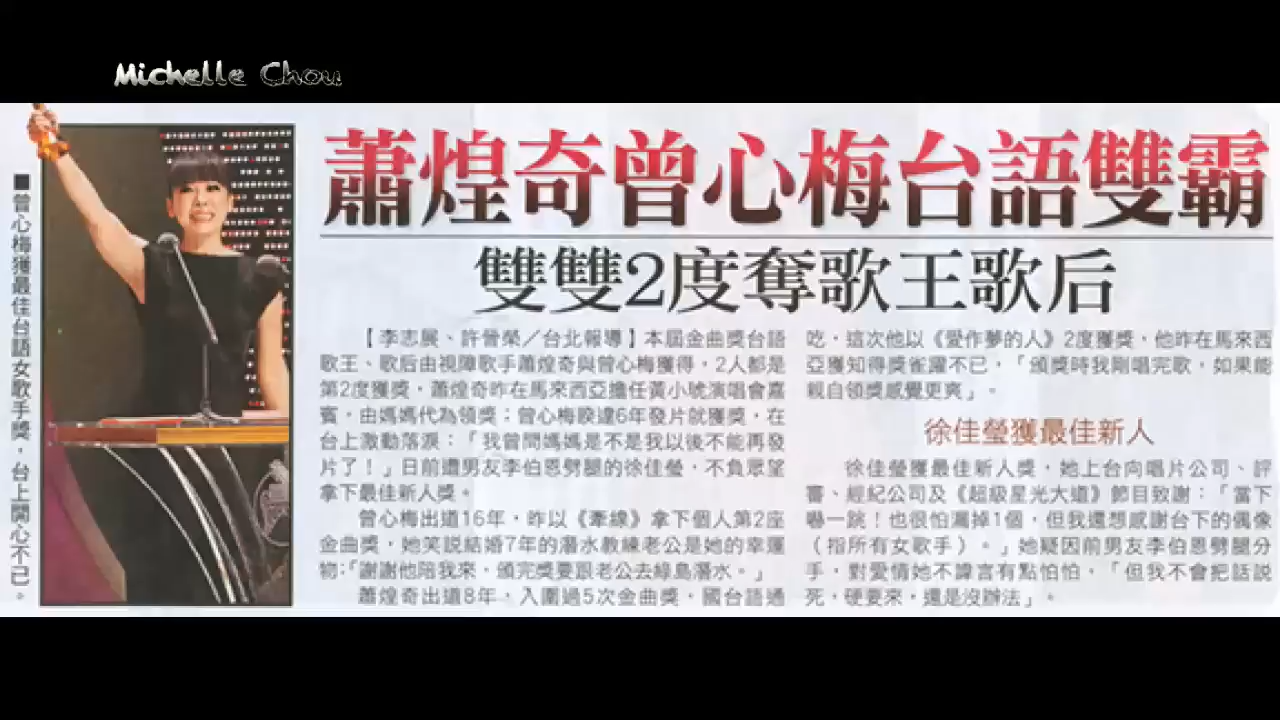 Michelle Chou
蕭煌奇曾心梅台語雙霸
雙雙2度奪歌王歌后
■曾心梅獲最佳台語女歌手獎,台上開心不已。
【李志展、許晉榮／台北報導】本屆金曲獎台語
歌王、歌后由視障歌手蕭煌奇與曾心梅獲得,2人都是
第2度獲獎,蕭煌奇昨在馬來西亞擔任黃小琥演唱會嘉
賓,由媽媽代為領獎;曾心梅睽違6年發片就獲獎,在
台上激動落淚:「我曾問媽媽是不是我以後不能再發
片了!」日前遭男友李伯恩劈腿的徐佳瑩,不負眾望
拿下最佳新人獎。
曾心梅出道16年,昨以《牽線》拿下個人第2座
金曲獎,她笑說結婚7年的潛水教練老公是她的幸運
物:「謝謝他陪我來,頒完獎要跟老公去綠島潛水。」
蕭煌奇出道8年,入圍過5次金曲獎,國台語通
吃,這次他以《愛作夢的人》2度獲獎,他昨在馬來西
亞獲知得獎雀躍不已,「頒獎時我剛唱完歌,如果能
親自領獎感覺更爽」。
徐佳瑩獲最佳新人
徐佳瑩獲最佳新人獎,她上台向唱片公司、評
審、經紀公司及《超級星光大道》節目致謝:「當下
嚇一跳!也很怕漏掉1個,但我還想感謝台下的偶像
(指所有女歌手)。」她疑因前男友李伯恩劈腿分
手,對愛情她不諱言有點怕怕,「但我不會把話說
死,硬要來,還是沒辦法」。